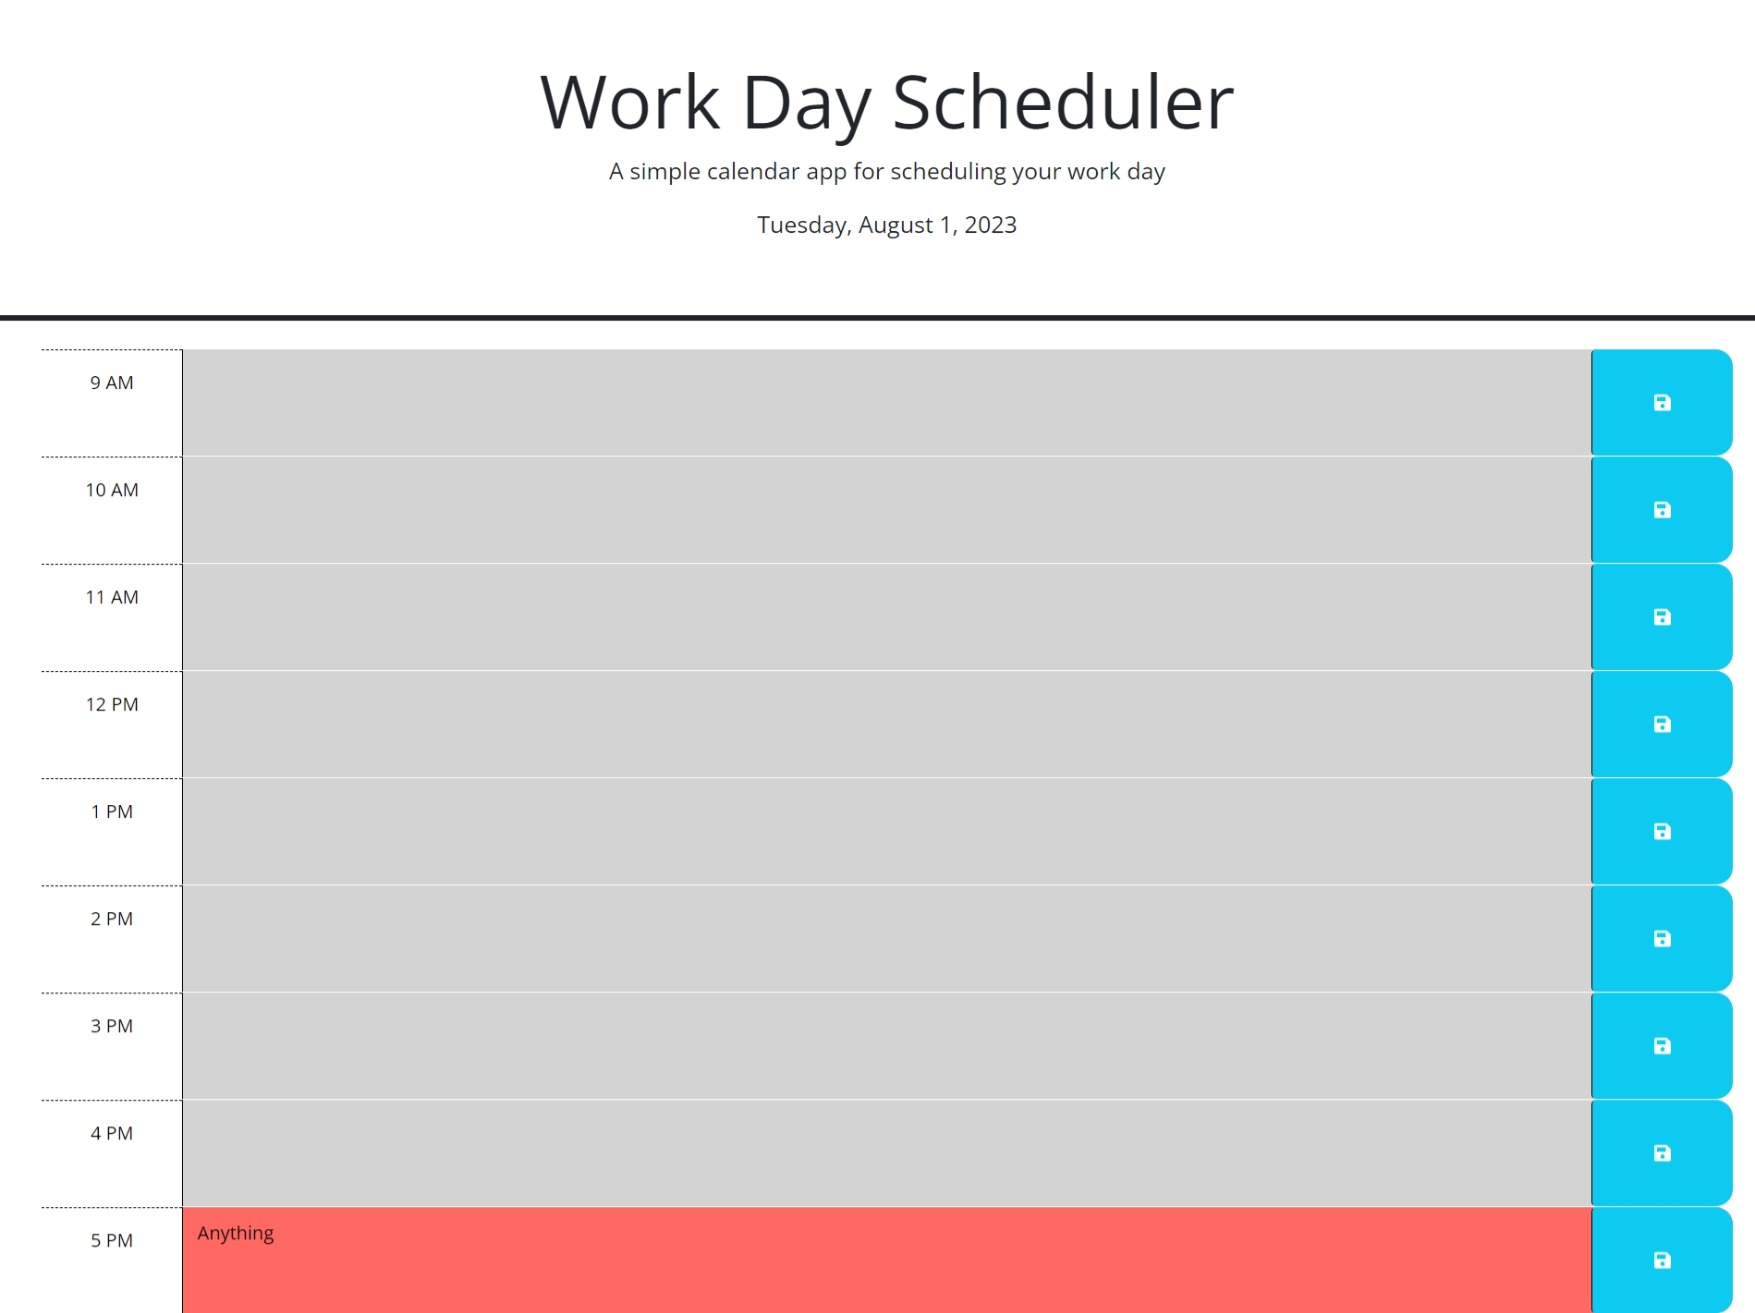 Work Day Scheduler
A simple calendar app for scheduling your work day
Tuesday, August 1, 2023
9 AM
10 AM
11 AM
12 PM
1 PM
2 PM
3 PM
4 PM
5 PM
Anything